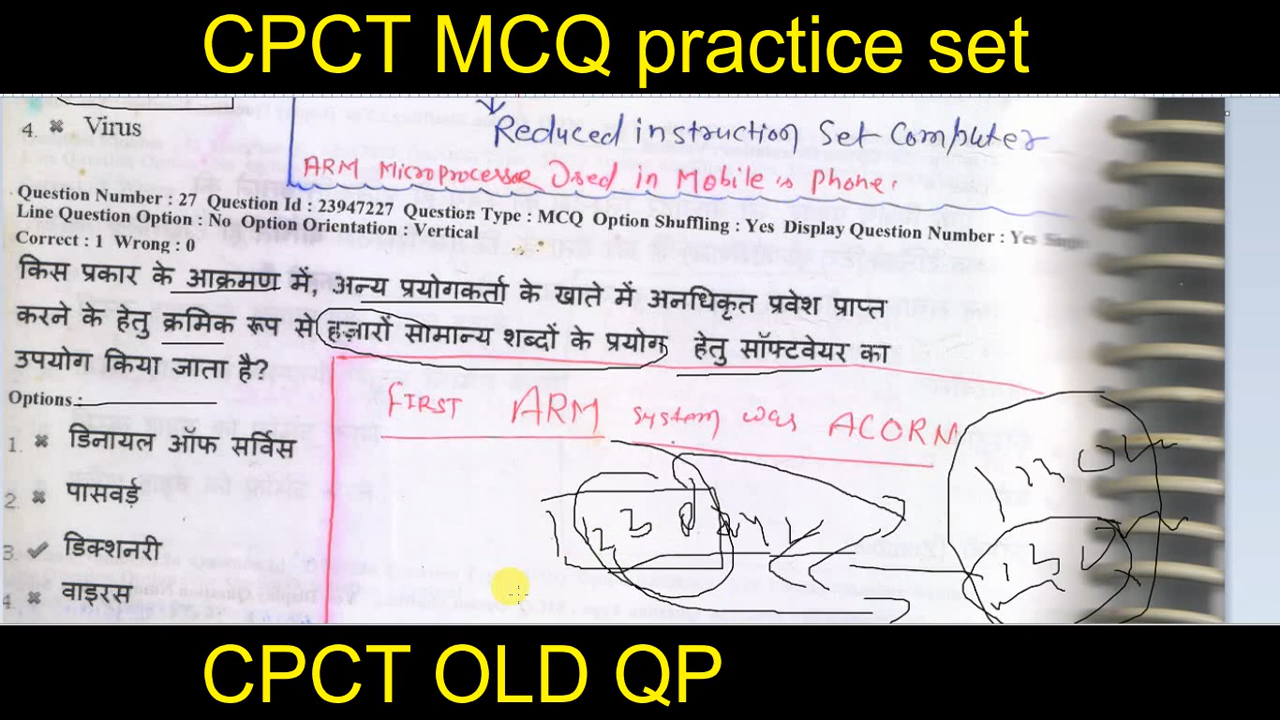 CPCT MCQ practice set
4. Virus
Reduced instruction Set Computer
ARM Microprocessor Used in Mobile's Phone.
Question Number : 27 Question Id : 23947227 Question Type : MCQ Option Shuffling : Yes Display Question Number : Yes
Line Question Option : No Option Orientation : Vertical
Correct : 1 Wrong : 0
किस प्रकार के आक्रमण में, अन्य प्रयोगकर्ता के खाते में अनधिकृत प्रवेश प्राप्त
करने के हेतु क्रमिक रूप से हज़ारों सामान्य शब्दों के प्रयोग हेतु सॉफ्टवेयर का
उपयोग किया जाता है?
Options :
FIRST ARM system was ACORN
1. डिनायल ऑफ सर्विस
2. पासवर्ड
3. डिक्शनरी
4 वाइरस
CPCT OLD QP